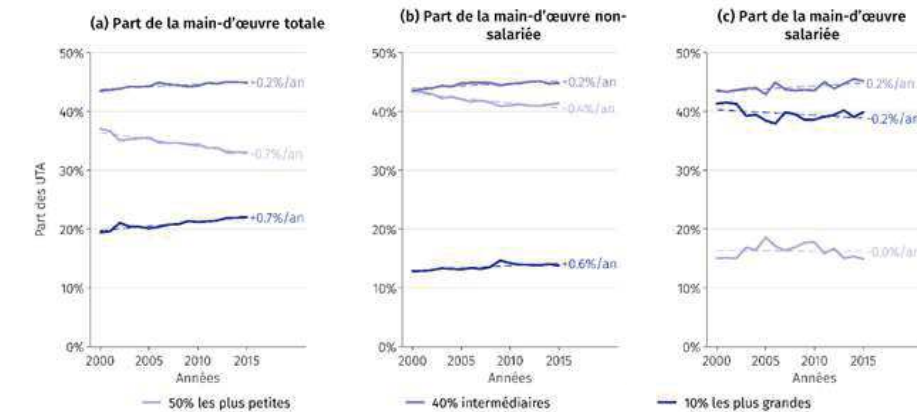 (a) Part de la main-d'œuvre totale
(b) Part de la main-d'œuvre non-
salariée
(c) Part de la main-d'œuvre
salariée
Part des UTA
50%
40%
30%
20%
10%
0%
+0.2%/an
-0.7%/an
+0.7%/an
2000 2005 2010 2015
Années
50%
40%
30%
20%
10%
0%
+0.2%/an
-0.4%/an
+0.6%/an
2000 2005 2010 2015
Années
50%
40%
30%
20%
10%
0%
0.2%/an
-0.2%/an
-0.0%/an
2000 2005 2010 2015
Années
50% les plus petites
40% intermédiaires
10% les plus grandes